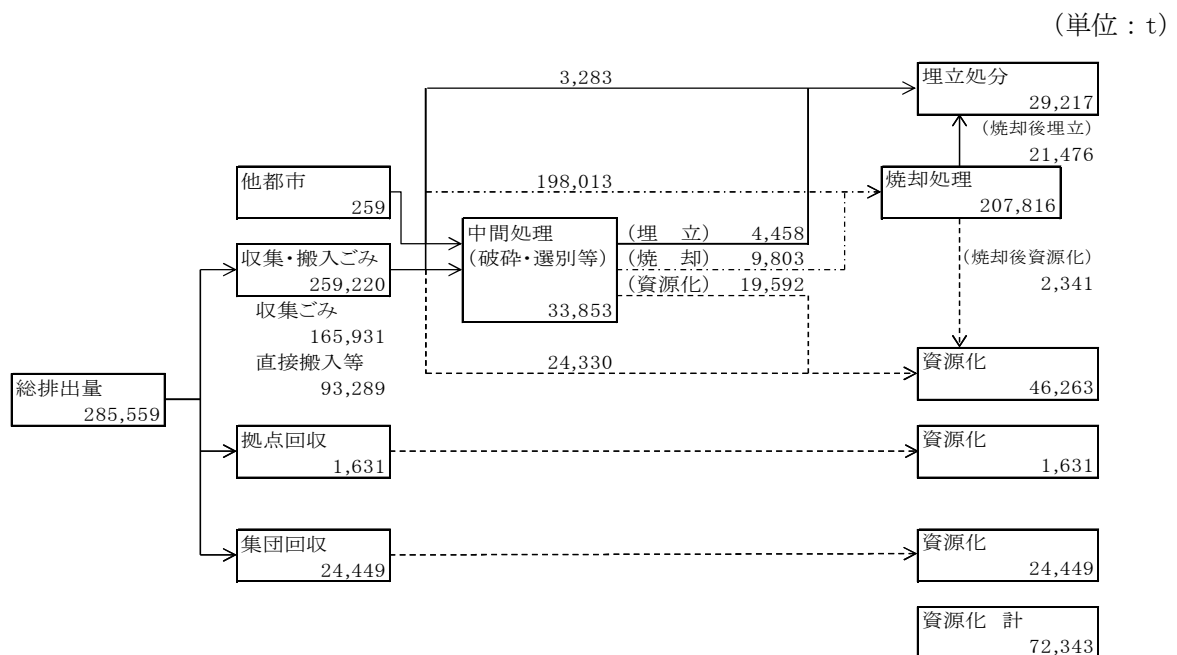 （単位：t）
3,283
埋立処分
29,217
（焼却後埋立）
21,476
他都市
259
198,013
焼却処理
207,816
中間処理
（破砕・選別等）
33,853
（埋　立）　4,458
（焼　却）　9,803
（資源化）　19,592
収集・搬入ごみ
259,220
収集ごみ
165,931
直接搬入等
93,289
（焼却後資源化）
2,341
24,330
資源化
46,263
総排出量
285,559
拠点回収
1,631
資源化
1,631
集団回収
24,449
資源化
24,449
資源化　計
72,343